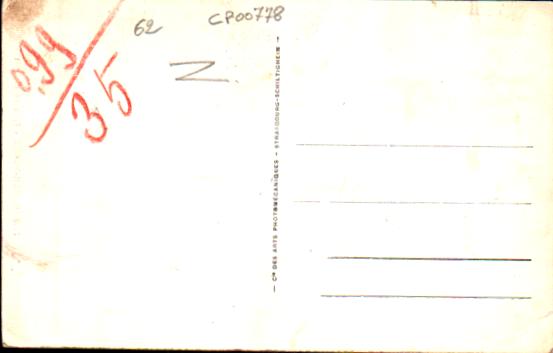 62 CP00778
0,99
35
Z
— Cie DES ARTS PHOTOMÉCANIQUES - STRASBOURG-SCHILTIGHEIM —